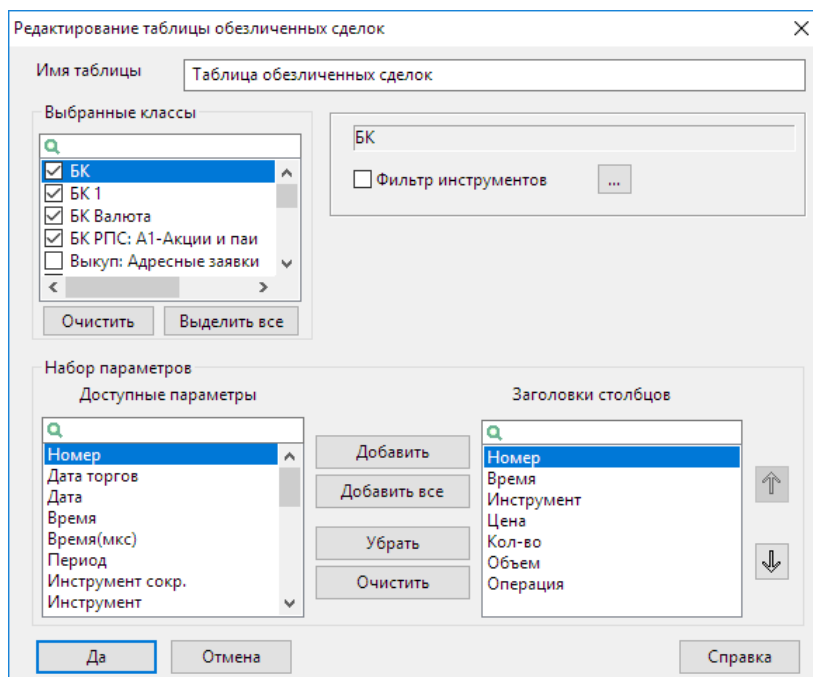 Редактирование таблицы обезличенных сделок
Имя таблицы
Таблица обезличенных сделок
Выбранные классы
БК
БК 1
БК Валюта
БК РПС: А1-Акции и паи
Выкуп: Адресные заявки
Очистить
Выделить все
БК
Фильтр инструментов
...
Набор параметров
Доступные параметры
Номер
Дата торгов
Дата
Время
Время(мкс)
Период
Инструмент сокр.
Инструмент
Добавить
Добавить все
Убрать
Очистить
Заголовки столбцов
Номер
Время
Инструмент
Цена
Кол-во
Объем
Операция
Да
Отмена
Справка